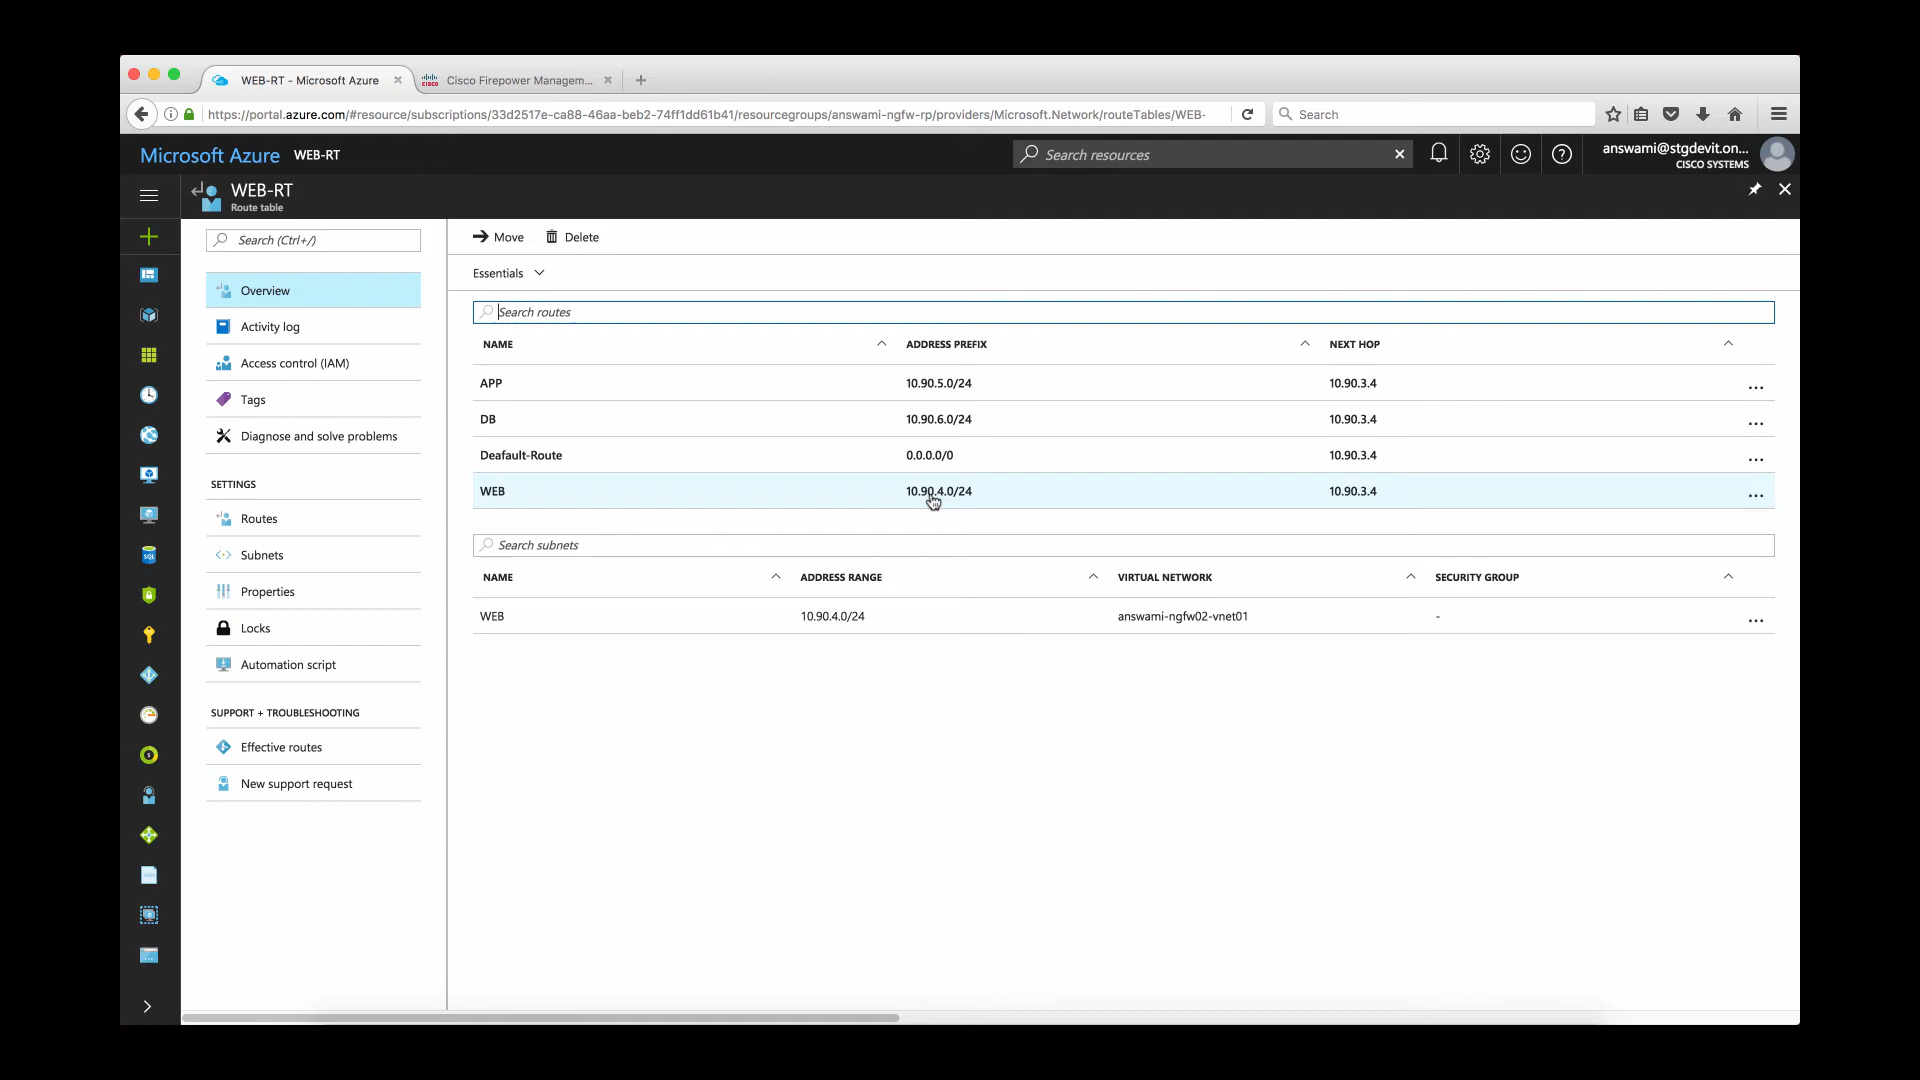 WEB-RT - Microsoft Azure
Cisco Firepower Managem...
https://portal.azure.com/#resource/subscriptions/33d2517e-ca88-46aa-beb2-74ff1dd61b41/resourcegroups/answami-ngfw-rp/providers/Microsoft.Network/routeTables/WEB-
Search
Microsoft Azure WEB-RT
Search resources
answami@stgdevit.on...
CISCO SYSTEMS
WEB-RT
Route table
Search (Ctrl+/)
Overview
Activity log
Access control (IAM)
Tags
Diagnose and solve problems
SETTINGS
Routes
Subnets
Properties
Locks
Automation script
SUPPORT + TROUBLESHOOTING
Effective routes
New support request
Move Delete
Essentials
Search routes
NAME ADDRESS PREFIX NEXT HOP
APP 10.90.5.0/24 10.90.3.4 ...
DB 10.90.6.0/24 10.90.3.4 ...
Deafault-Route 0.0.0.0/0 10.90.3.4 ...
WEB 10.90.4.0/24 10.90.3.4 ...
Search subnets
NAME ADDRESS RANGE VIRTUAL NETWORK SECURITY GROUP
WEB 10.90.4.0/24 answami-ngfw02-vnet01 - ...